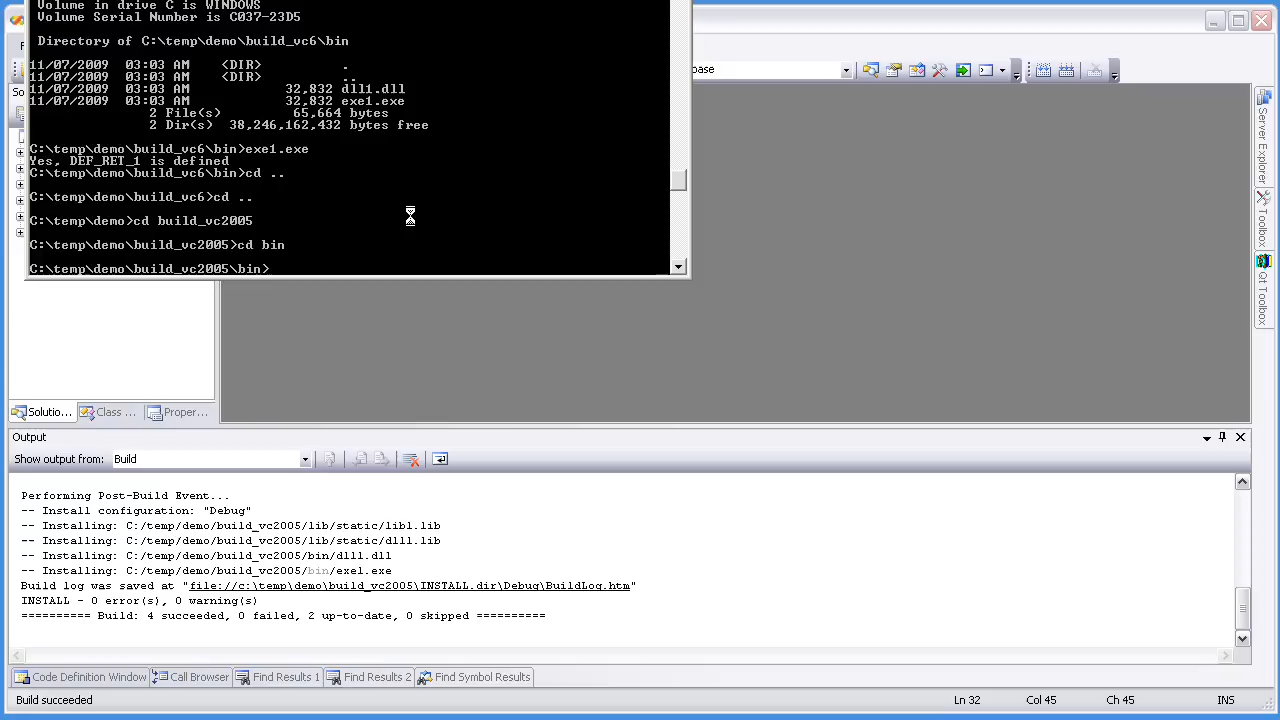 Volume in drive C is WINDOWS
Volume Serial Number is C037-23D5
Directory of C:\temp\demo\build_vc6\bin
11/07/2009  03:03 AM    <DIR>          .
11/07/2009  03:03 AM    <DIR>          ..
11/07/2009  03:03 AM            32,832 dll1.dll
11/07/2009  03:03 AM            32,832 exe1.exe
2 File(s)         65,664 bytes
2 Dir(s)  38,246,162,432 bytes free
C:\temp\demo\build_vc6\bin>exe1.exe
Yes, DEF_RET_1 is defined
C:\temp\demo\build_vc6\bin>cd ..
C:\temp\demo\build_vc6>cd ..
C:\temp\demo>cd build_vc2005
C:\temp\demo\build_vc2005>cd bin
C:\temp\demo\build_vc2005\bin>
Server Explorer
Toolbox
Qt Toolbox
Solutio...
Class ...
Proper...
Output
Show output from: Build
Performing Post-Build Event...
-- Install configuration: "Debug"
-- Installing: C:/temp/demo/build_vc2005/lib/static/lib1.lib
-- Installing: C:/temp/demo/build_vc2005/lib/static/dll1.lib
-- Installing: C:/temp/demo/build_vc2005/bin/dll1.dll
-- Installing: C:/temp/demo/build_vc2005/bin/exe1.exe
Build log was saved at "file://c:\temp\demo\build_vc2005\INSTALL.dir\Debug\BuildLog.htm"
INSTALL - 0 error(s), 0 warning(s)
========== Build: 4 succeeded, 0 failed, 2 up-to-date, 0 skipped ==========
Code Definition Window
Call Browser
Find Results 1
Find Results 2
Find Symbol Results
Build succeeded
Ln 32
Col 45
Ch 45
INS